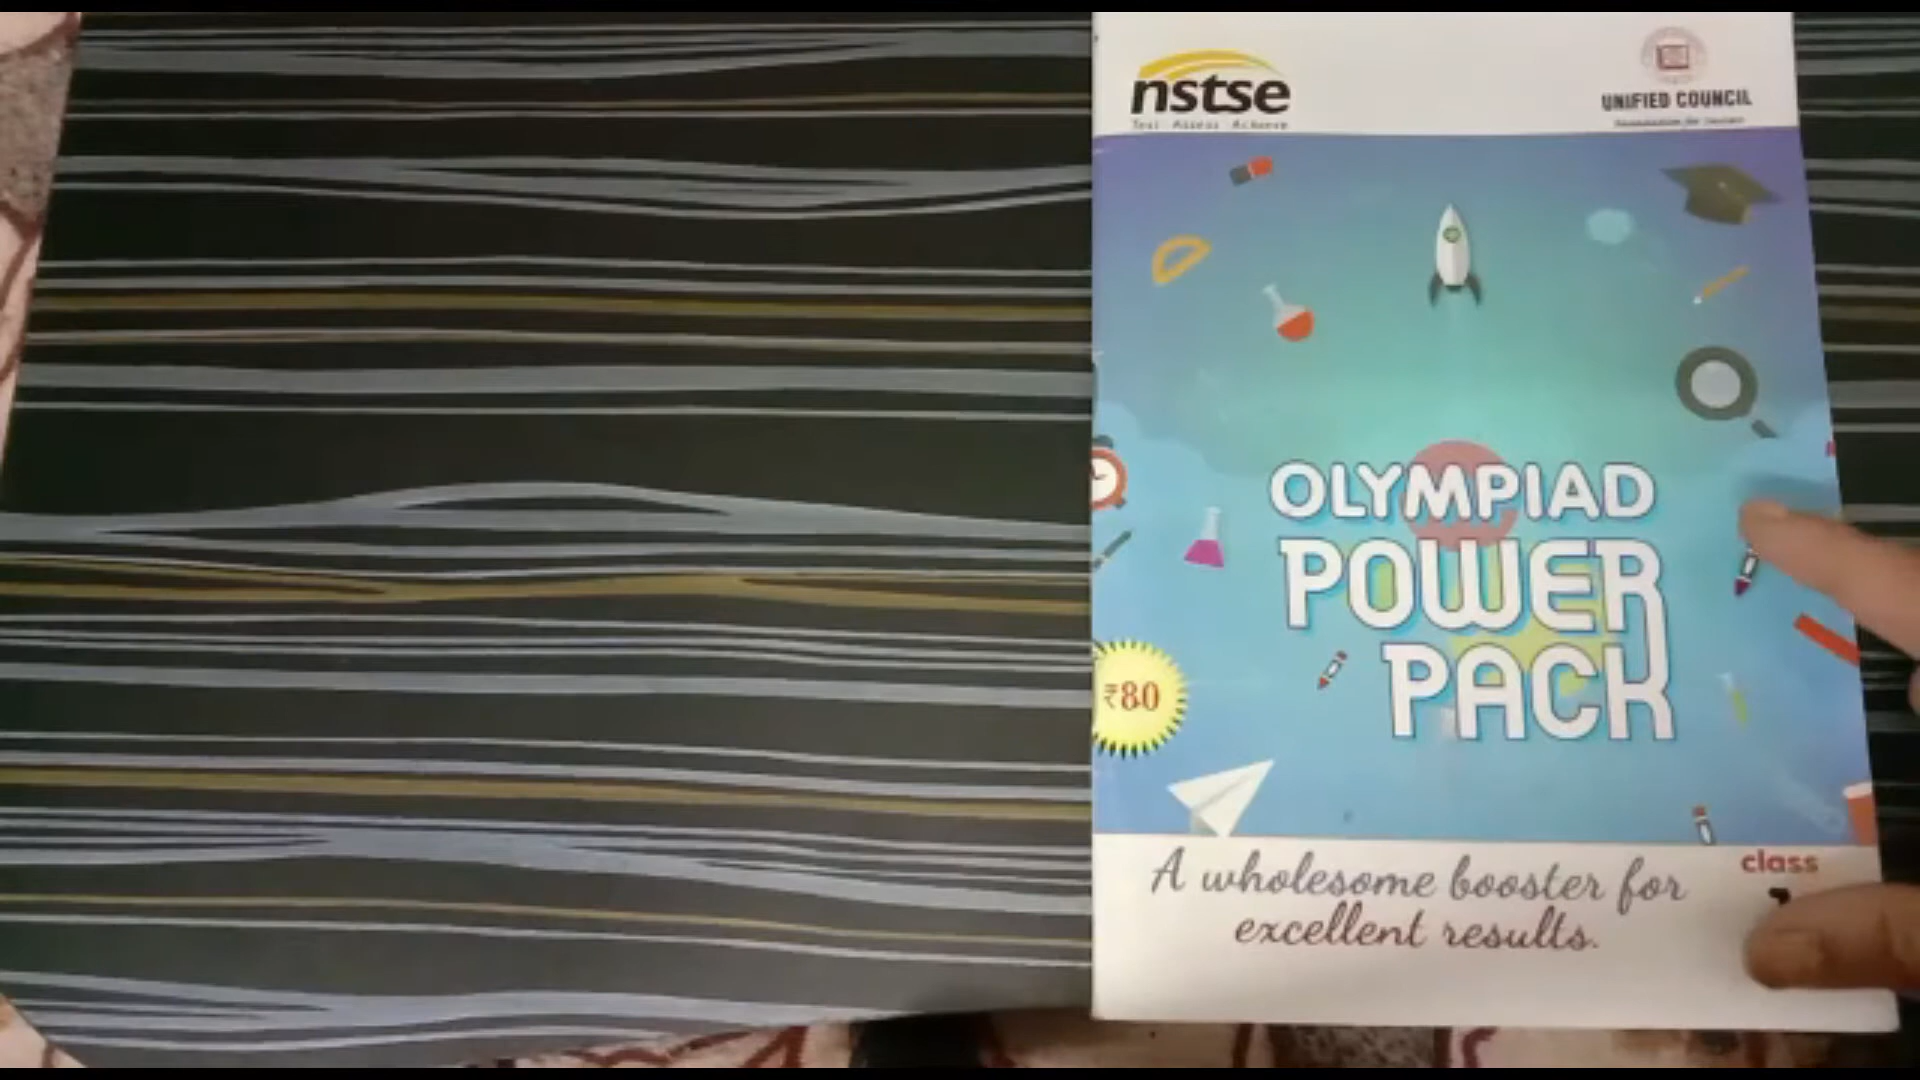 nstse
Test · Assess · Achieve
UNIFIED COUNCIL
OLYMPIAD
POWER
PACK
₹80
A wholesome booster for
excellent results.
class